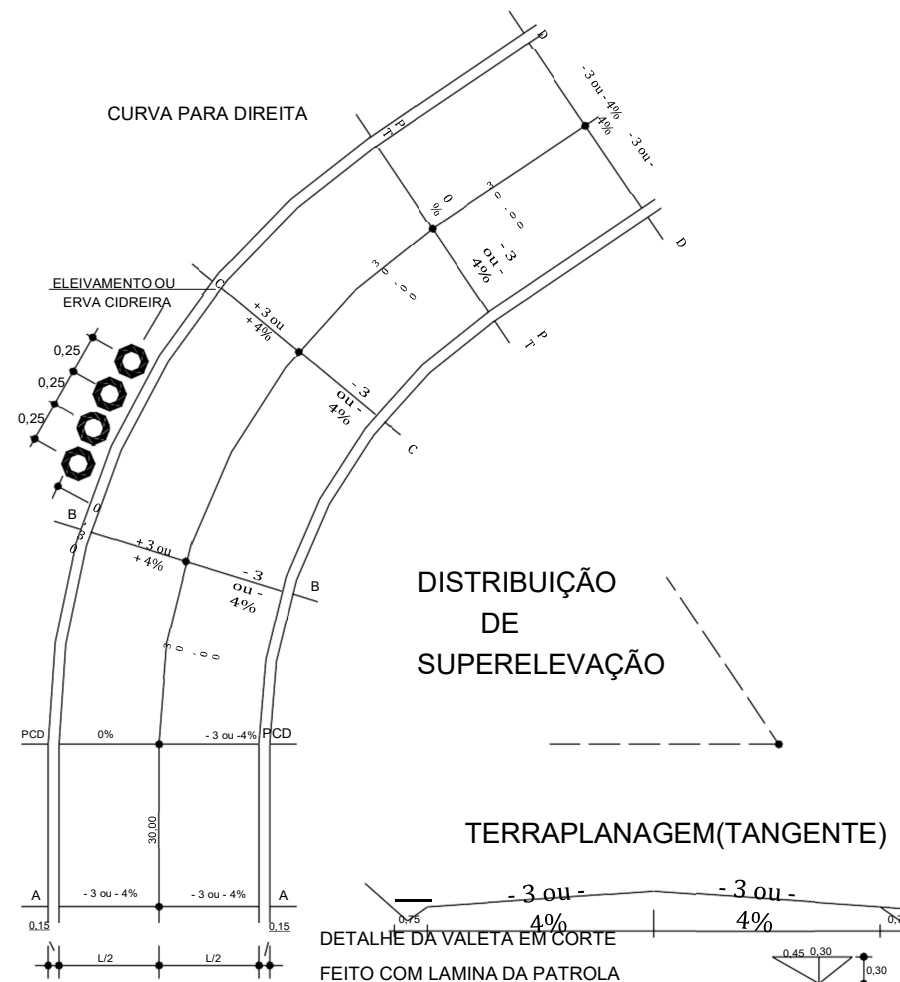 CURVA PARA DIREITA
D
- 3 ou - 4%
4%
- 3 ou -
D
P
T
0
%
30,00
- 3
ou -
4%
P
T
30,00
ELEIVAMENTO OU
ERVA CIDREIRA
C
+ 3 ou
+ 4%
- 3
ou -
4%
C
0,25
0,25
0,25
B
0,30
+ 3 ou
+ 4%
- 3
ou -
4%
B
30,00
DISTRIBUIÇÃO
DE
SUPERELEVAÇÃO
PCD
0%
- 3 ou -4%
PCD
30,00
TERRAPLANAGEM(TANGENTE)
A
- 3 ou - 4%
- 3 ou - 4%
A
0,15
0,15
L/2
L/2
- 3 ou -
4%
- 3 ou -
4%
0,75
DETALHE DA VALETA EM CORTE
FEITO COM LAMINA DA PATROLA
0,45
0,30
0,30